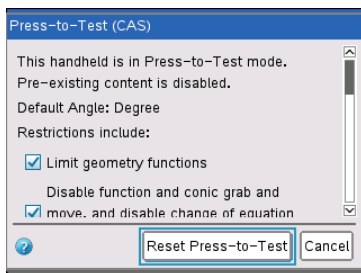 Press-to-Test (CAS)
This handheld is in Press-to-Test mode.
Pre-existing content is disabled.
Default Angle: Degree
Restrictions include:
Limit geometry functions
Disable function and conic grab and
move, and disable change of equation
Reset Press-to-Test Cancel